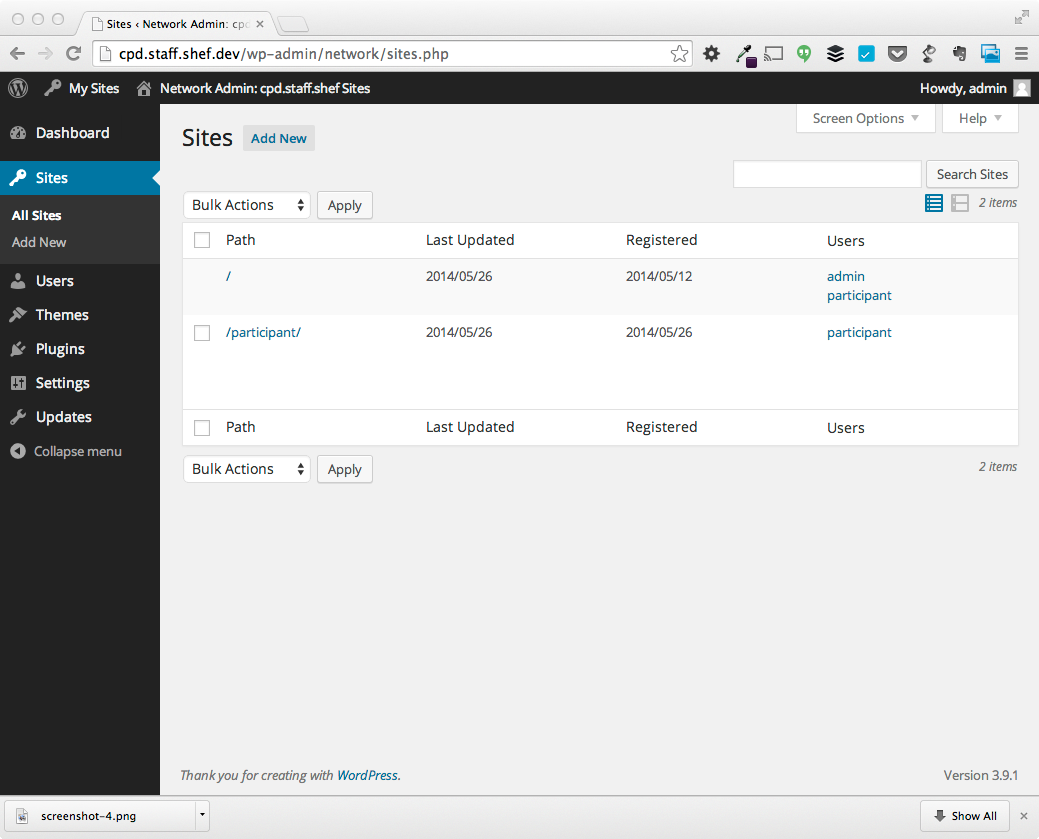 Sites ‹ Network Admin: cpd
cpd.staff.shef.dev/wp-admin/network/sites.php
My Sites
Network Admin: cpd.staff.shef Sites
Howdy, admin
Dashboard
Sites
All Sites
Add New
Users
Themes
Plugins
Settings
Updates
Collapse menu
Screen Options
Help
Sites
Add New
Search Sites
Bulk Actions
Apply
2 items
Path Last Updated Registered Users
/ 2014/05/26 2014/05/12 admin
participant
/participant/ 2014/05/26 2014/05/26 participant
Path Last Updated Registered Users
Bulk Actions
Apply
2 items
Thank you for creating with WordPress.
Version 3.9.1
screenshot-4.png
Show All